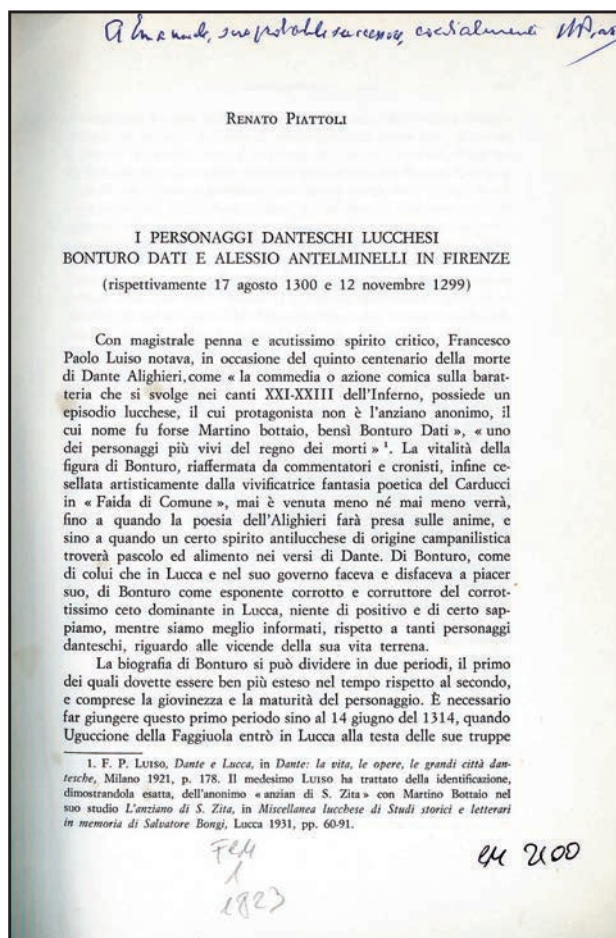 suo probabile successore, cordialmente
RENATO PIATTOLI
I PERSONAGGI DANTESCHI LUCCHESI
BONTURO DATI E ALESSIO ANTELMINELLI IN FIRENZE
(rispettivamente 17 agosto 1300 e 12 novembre 1299)
Con magistrale penna e acutissimo spirito critico, Francesco
Paolo Luiso notava, in occasione del quinto centenario della morte
di Dante Alighieri, come « la commedia o azione comica sulla barat-
teria che si svolge nei canti XXI-XXIII dell'Inferno, possiede un
episodio lucchese, il cui protagonista non è l'anziano anonimo, il
cui nome fu forse Martino bottaio, bensì Bonturo Dati », « uno
dei personaggi più vivi del regno dei morti » 1. La vitalità della
figura di Bonturo, riaffermata da commentatori e cronisti, infine ce-
sellata artisticamente dalla vivificatrice fantasia poetica del Carducci
in « Faida di Comune », mai è venuta meno né mai meno verrà,
fino a quando la poesia dell'Alighieri farà presa sulle anime, e
sino a quando un certo spirito antilucchese di origine campanilistica
troverà pascolo ed alimento nei versi di Dante. Di Bonturo, come
di colui che in Lucca e nel suo governo faceva e disfaceva a piacer
suo, di Bonturo come esponente corrotto e corruttore del corrot-
tissimo ceto dominante in Lucca, niente di positivo e di certo sap-
piamo, mentre siamo meglio informati, rispetto a tanti personaggi
danteschi, riguardo alle vicende della sua vita terrena.
La biografia di Bonturo si può dividere in due periodi, il primo
dei quali dovette essere ben più esteso nel tempo rispetto al secondo,
e comprese la giovinezza e la maturità del personaggio. È necessario
far giungere questo primo periodo sino al 14 giugno del 1314, quando
Uguccione della Faggiuola entrò in Lucca alla testa delle sue truppe
1. F. P. LUISO, Dante e Lucca, in Dante: la vita, le opere, le grandi città dan-
tesche, Milano 1921, p. 178. Il medesimo LUISO ha trattato della identificazione,
dimostrandola esatta, dell'anonimo « anzian di S. Zita » con Martino Bottaio nel
suo studio L'anziano di S. Zita, in Miscellanea lucchese di Studi storici e letterari
in memoria di Salvatore Bongi, Lucca 1931, pp. 60-91.
FEM
1
1823
EM 2100